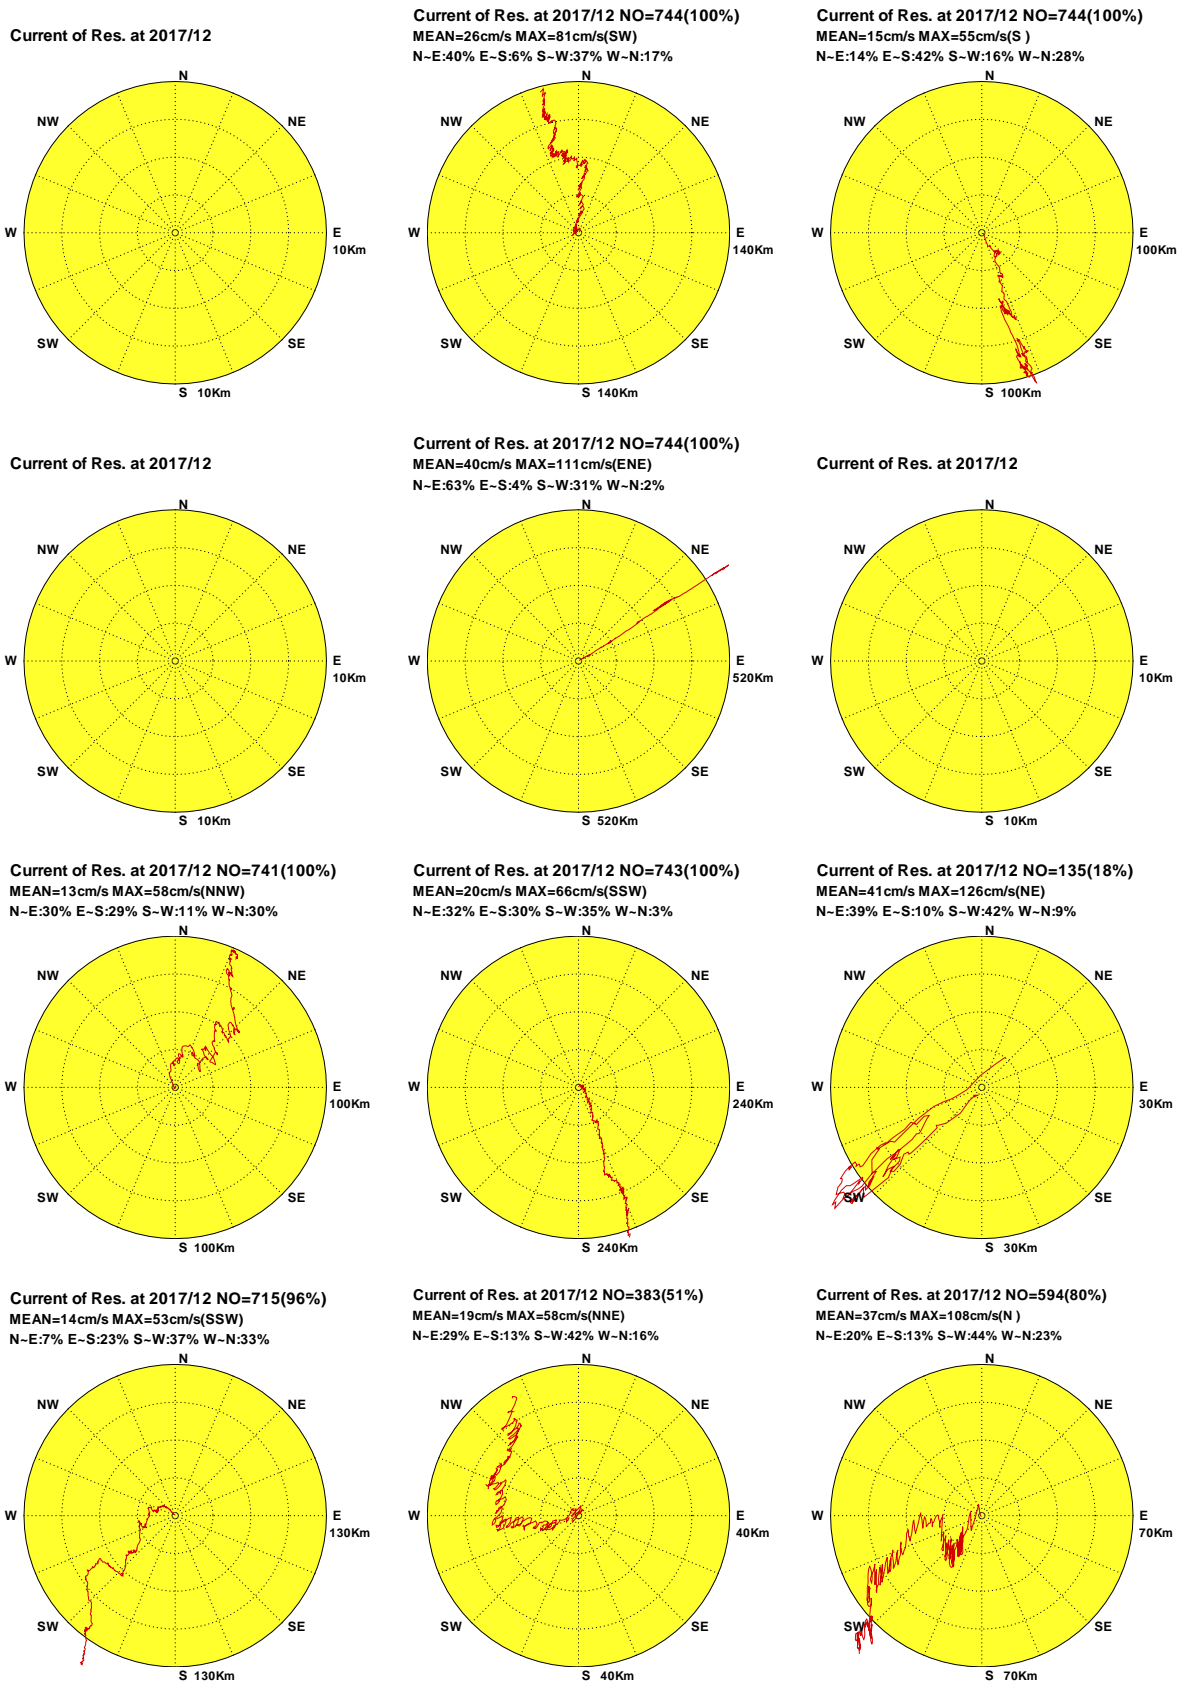 Current of Res. at 2017/12
N
NW
NE
W
E
10Km
SW
SE
S 10Km
Current of Res. at 2017/12 NO=744(100%)
MEAN=26cm/s MAX=81cm/s(SW)
N~E:40% E~S:6% S~W:37% W~N:17%
N
NW
NE
W
E
140Km
SW
SE
S 140Km
Current of Res. at 2017/12 NO=744(100%)
MEAN=15cm/s MAX=55cm/s(S )
N~E:14% E~S:42% S~W:16% W~N:28%
N
NW
NE
W
E
100Km
SW
SE
S 100Km
Current of Res. at 2017/12
N
NW
NE
W
E
10Km
SW
SE
S 10Km
Current of Res. at 2017/12 NO=744(100%)
MEAN=40cm/s MAX=111cm/s(ENE)
N~E:63% E~S:4% S~W:31% W~N:2%
N
NW
NE
W
E
520Km
SW
SE
S 520Km
Current of Res. at 2017/12
N
NW
NE
W
E
10Km
SW
SE
S 10Km
Current of Res. at 2017/12 NO=741(100%)
MEAN=13cm/s MAX=58cm/s(NNW)
N~E:30% E~S:29% S~W:11% W~N:30%
N
NW
NE
W
E
100Km
SW
SE
S 100Km
Current of Res. at 2017/12 NO=743(100%)
MEAN=20cm/s MAX=66cm/s(SSW)
N~E:32% E~S:30% S~W:35% W~N:3%
N
NW
NE
W
E
240Km
SW
SE
S 240Km
Current of Res. at 2017/12 NO=135(18%)
MEAN=41cm/s MAX=126cm/s(NE)
N~E:39% E~S:10% S~W:42% W~N:9%
N
NW
NE
W
E
30Km
SW
SE
S 30Km
Current of Res. at 2017/12 NO=715(96%)
MEAN=14cm/s MAX=53cm/s(SSW)
N~E:7% E~S:23% S~W:37% W~N:33%
N
NW
NE
W
E
130Km
SW
SE
S 130Km
Current of Res. at 2017/12 NO=383(51%)
MEAN=19cm/s MAX=58cm/s(NNE)
N~E:29% E~S:13% S~W:42% W~N:16%
N
NW
NE
W
E
40Km
SW
SE
S 40Km
Current of Res. at 2017/12 NO=594(80%)
MEAN=37cm/s MAX=108cm/s(N )
N~E:20% E~S:13% S~W:44% W~N:23%
N
NW
NE
W
E
70Km
SW
SE
S 70Km